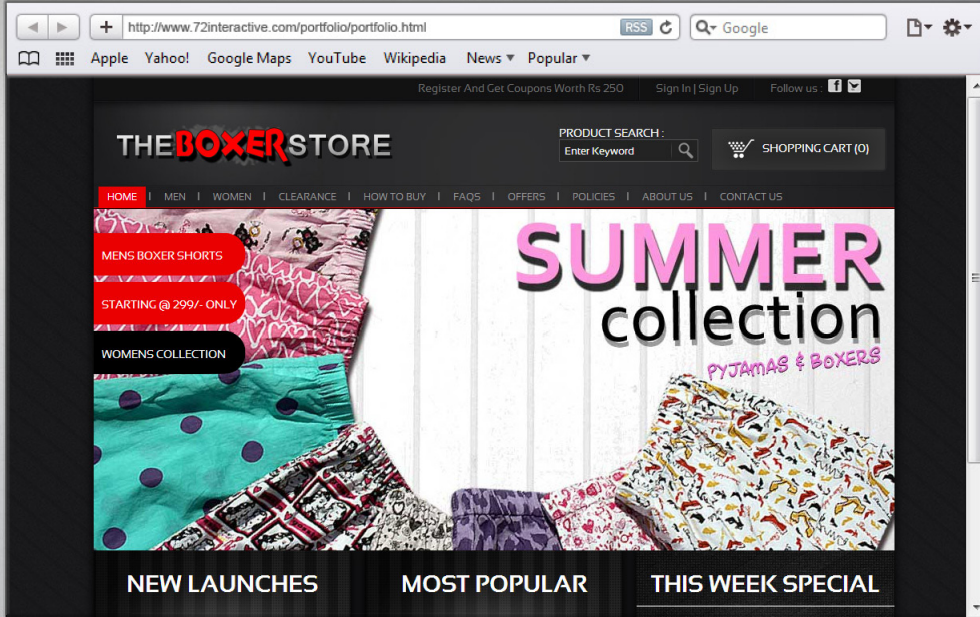 http://www.72interactive.com/portfolio/portfolio.html RSS Google
Apple Yahoo! Google Maps YouTube Wikipedia News Popular
Register And Get Coupons Worth Rs 250 Sign In | Sign Up Follow us :
THE BOXER STORE
PRODUCT SEARCH :
Enter Keyword
SHOPPING CART (0)
HOME | MEN | WOMEN | CLEARANCE | HOW TO BUY | FAQS | OFFERS | POLICIES | ABOUT US | CONTACT US
SUMMER
collection
PYJAMAS & BOXERS
MENS BOXER SHORTS
STARTING @ 299/- ONLY
WOMENS COLLECTION
NEW LAUNCHES MOST POPULAR THIS WEEK SPECIAL